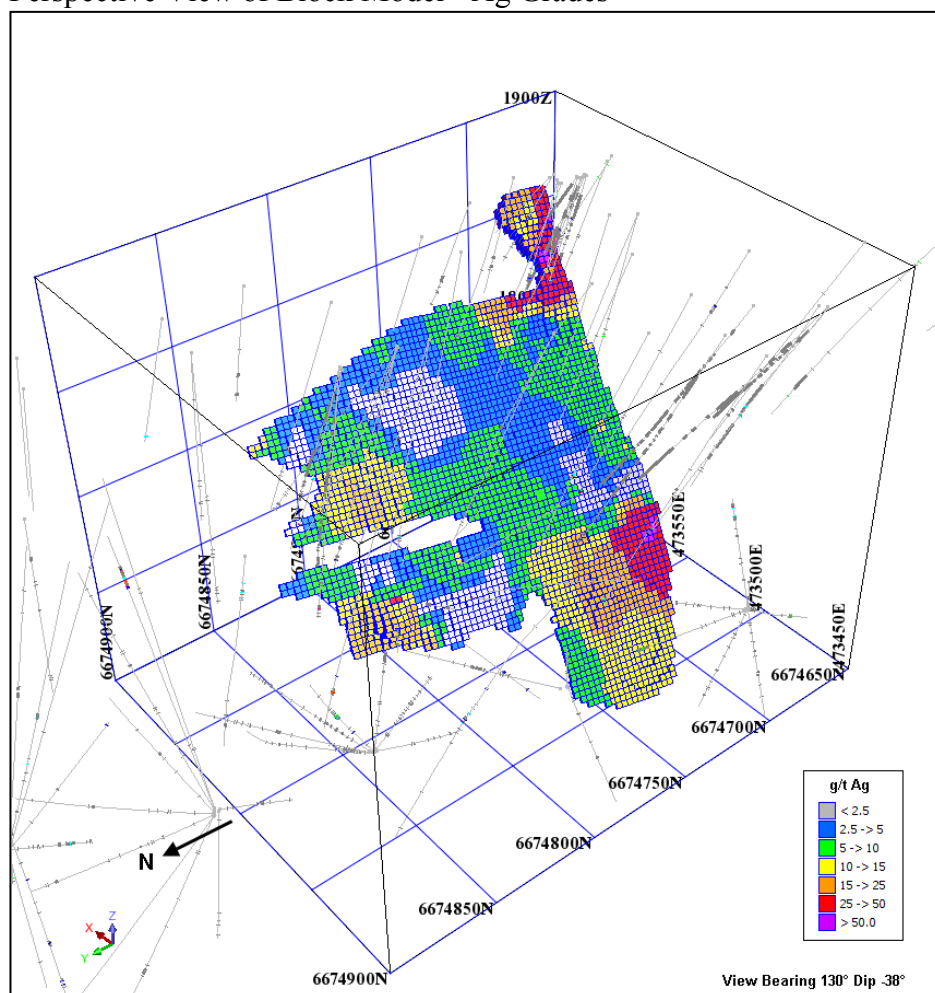 Perspective View of Block Model - Ag Grades
1900Z
473550E
6674850N
473500E
6674900N
473450E
6674650N
6674700N
6674750N
6674800N
6674850N
6674900N
N
X
Y
Z
g/t Ag
< 2.5
2.5 -> 5
5 -> 10
10 -> 15
15 -> 25
25 -> 50
> 50.0
View Bearing 130° Dip -38°